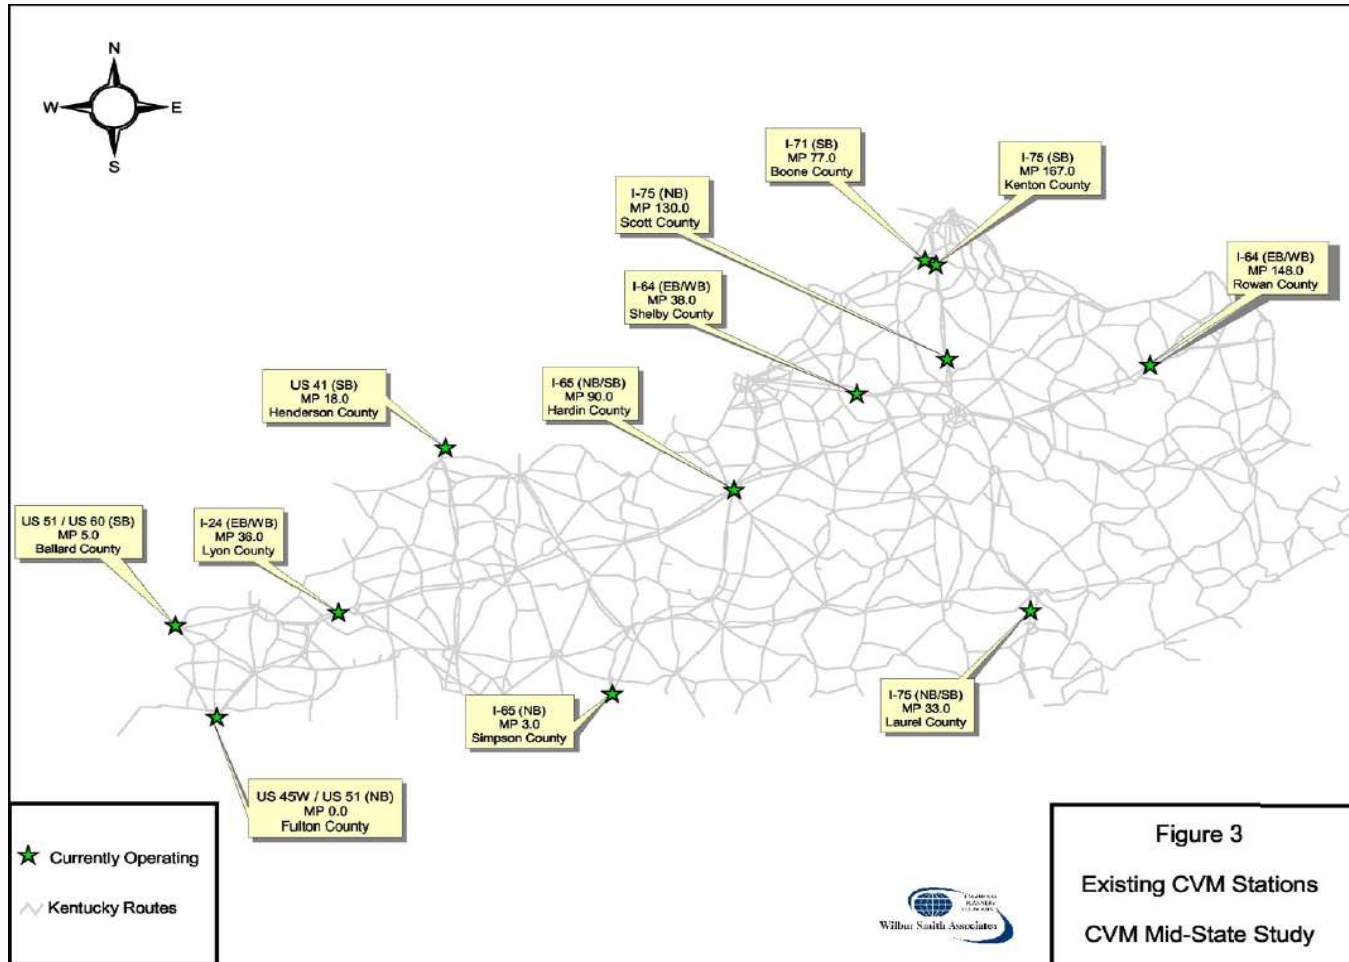 N
W
E
S
I-71 (SB)
MP 77.0
Boone County
I-75 (SB)
MP 167.0
Kenton County
I-75 (NB)
MP 130.0
Scott County
I-64 (EB/WB)
MP 148.0
Rowan County
I-64 (EB/WB)
MP 38.0
Shelby County
US 41 (SB)
MP 18.0
Henderson County
I-65 (NB/SB)
MP 90.0
Hardin County
US 51 / US 60 (SB)
MP 5.0
Ballard County
I-24 (EB/WB)
MP 36.0
Lyon County
I-65 (NB)
MP 3.0
Simpson County
I-75 (NB/SB)
MP 33.0
Laurel County
US 45W / US 51 (NB)
MP 0.0
Fulton County
Currently Operating
Kentucky Routes
Wilbur Smith Associates
Figure 3
Existing CVM Stations
CVM Mid-State Study